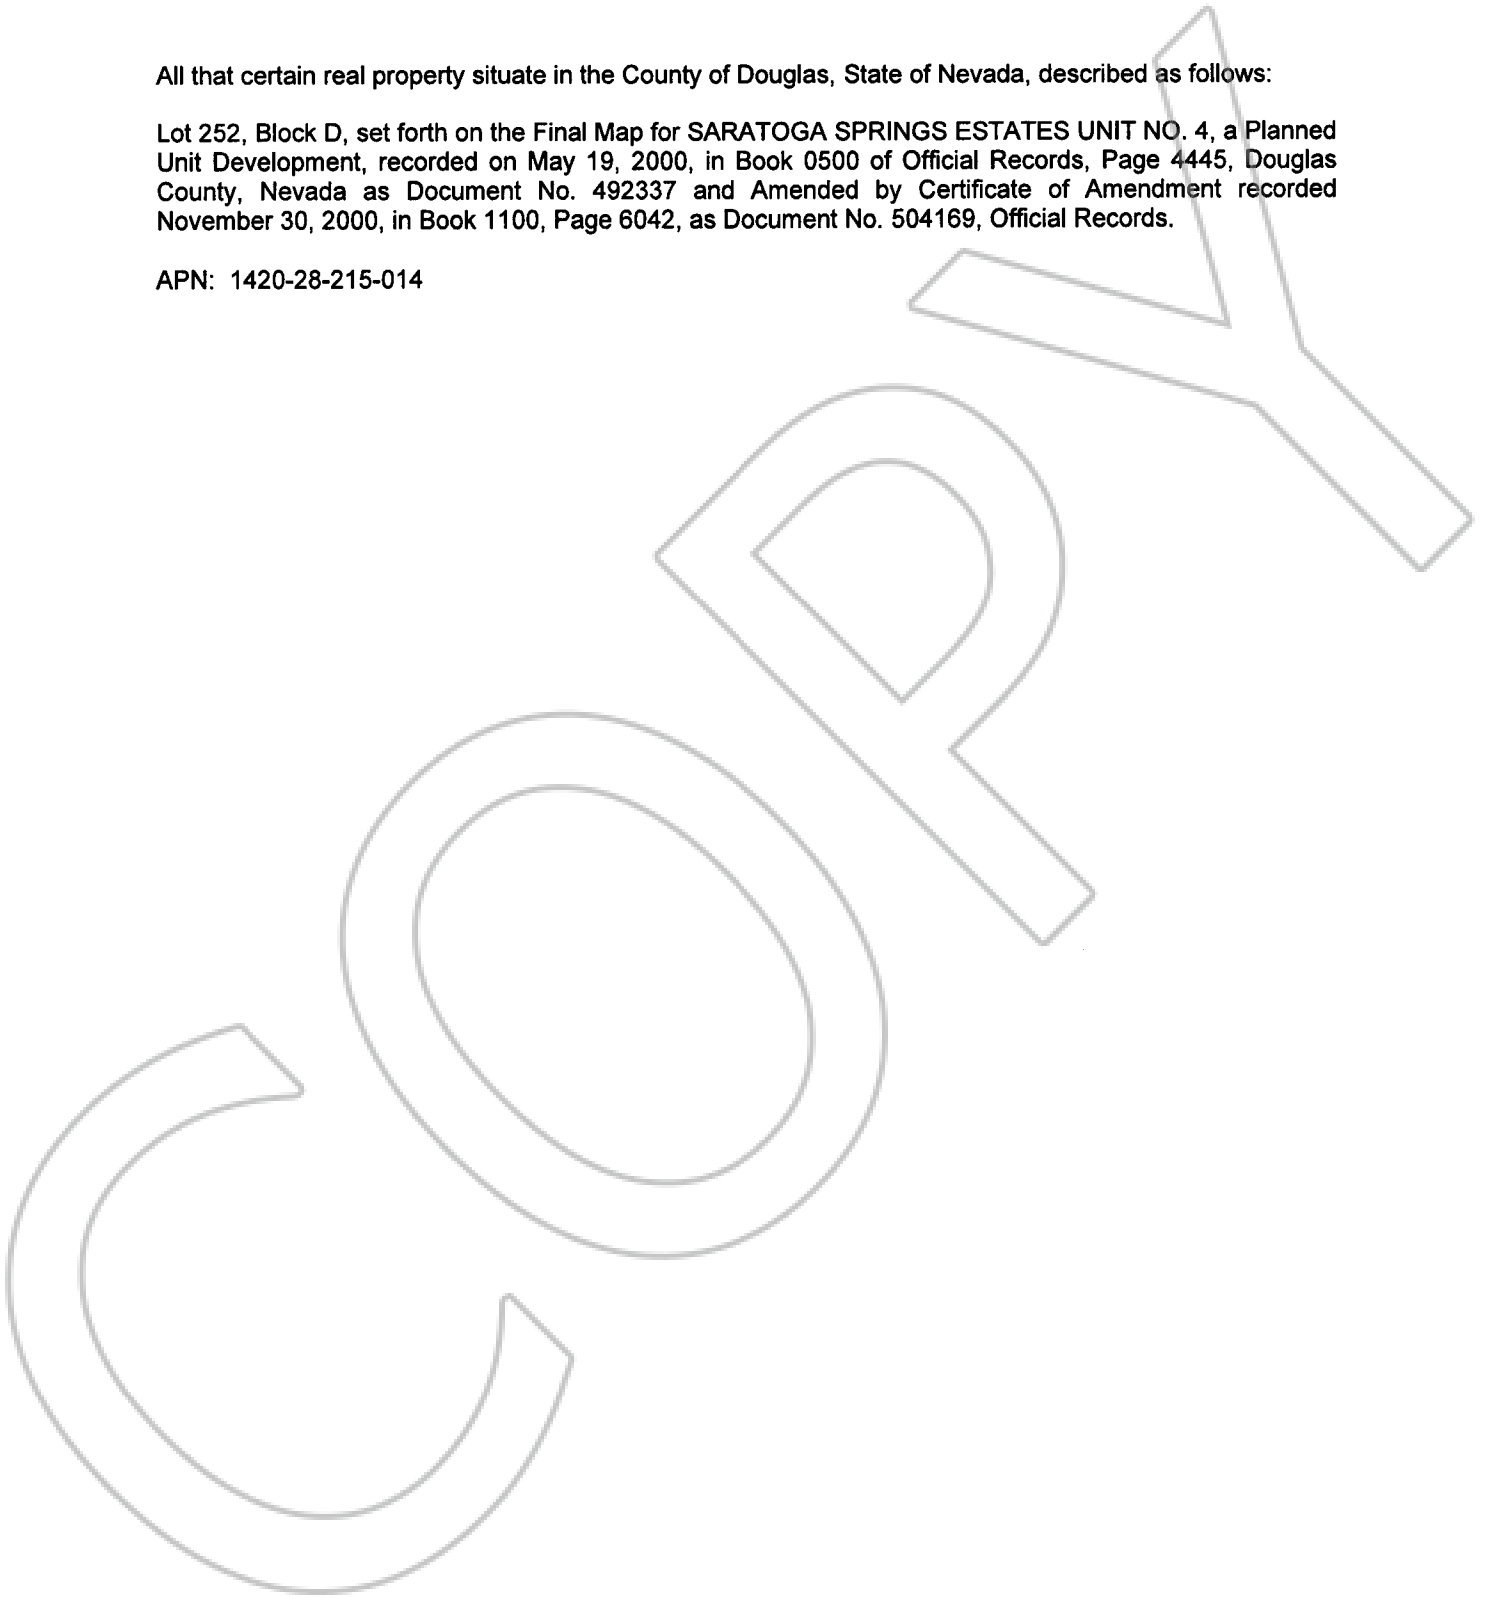 All that certain real property situate in the County of Douglas, State of Nevada, described as follows:
Lot 252, Block D, set forth on the Final Map for SARATOGA SPRINGS ESTATES UNIT NO. 4, a Planned
Unit Development, recorded on May 19, 2000, in Book 0500 of Official Records, Page 4445, Douglas
County, Nevada as Document No. 492337 and Amended by Certificate of Amendment recorded
November 30, 2000, in Book 1100, Page 6042, as Document No. 504169, Official Records.
APN: 1420-28-215-014
COPY